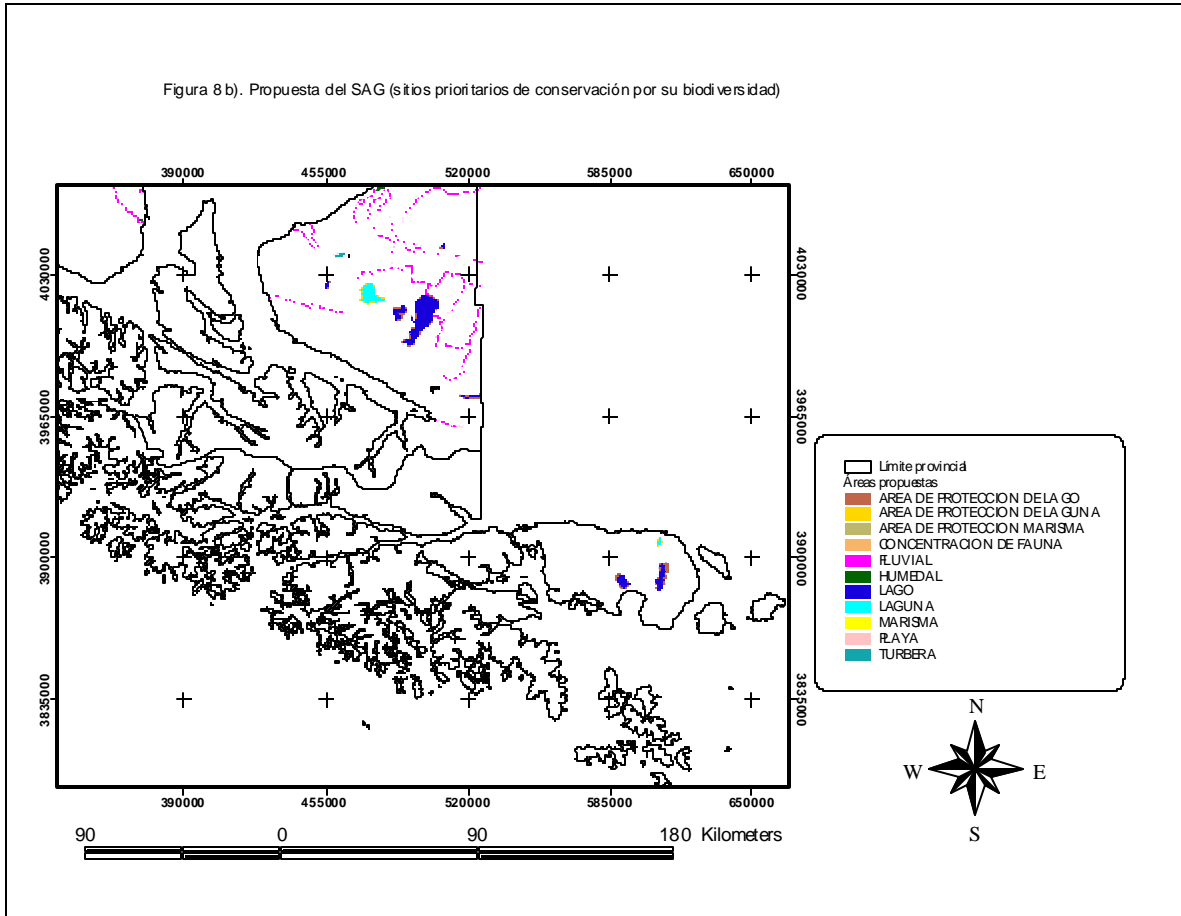 Figura 8 b). Propuesta del SAG (sitios prioritarios de conservación por su biodiversidad)
390000 455000 520000 585000 650000
4030000 4030000
3965000 3965000
3900000 3900000
3835000 3835000
390000 455000 520000 585000 650000
Límite provincial
Áreas propuestas
AREA DE PROTECCION DE LAGO
AREA DE PROTECCION DE LAGUNA
AREA DE PROTECCION MARISMA
CONCENTRACION DE FAUNA
FLUVIAL
HUMEDAL
LAGO
LAGUNA
MARISMA
PLAYA
TURBERA
N
W E
S
90 0 90 180 Kilometers